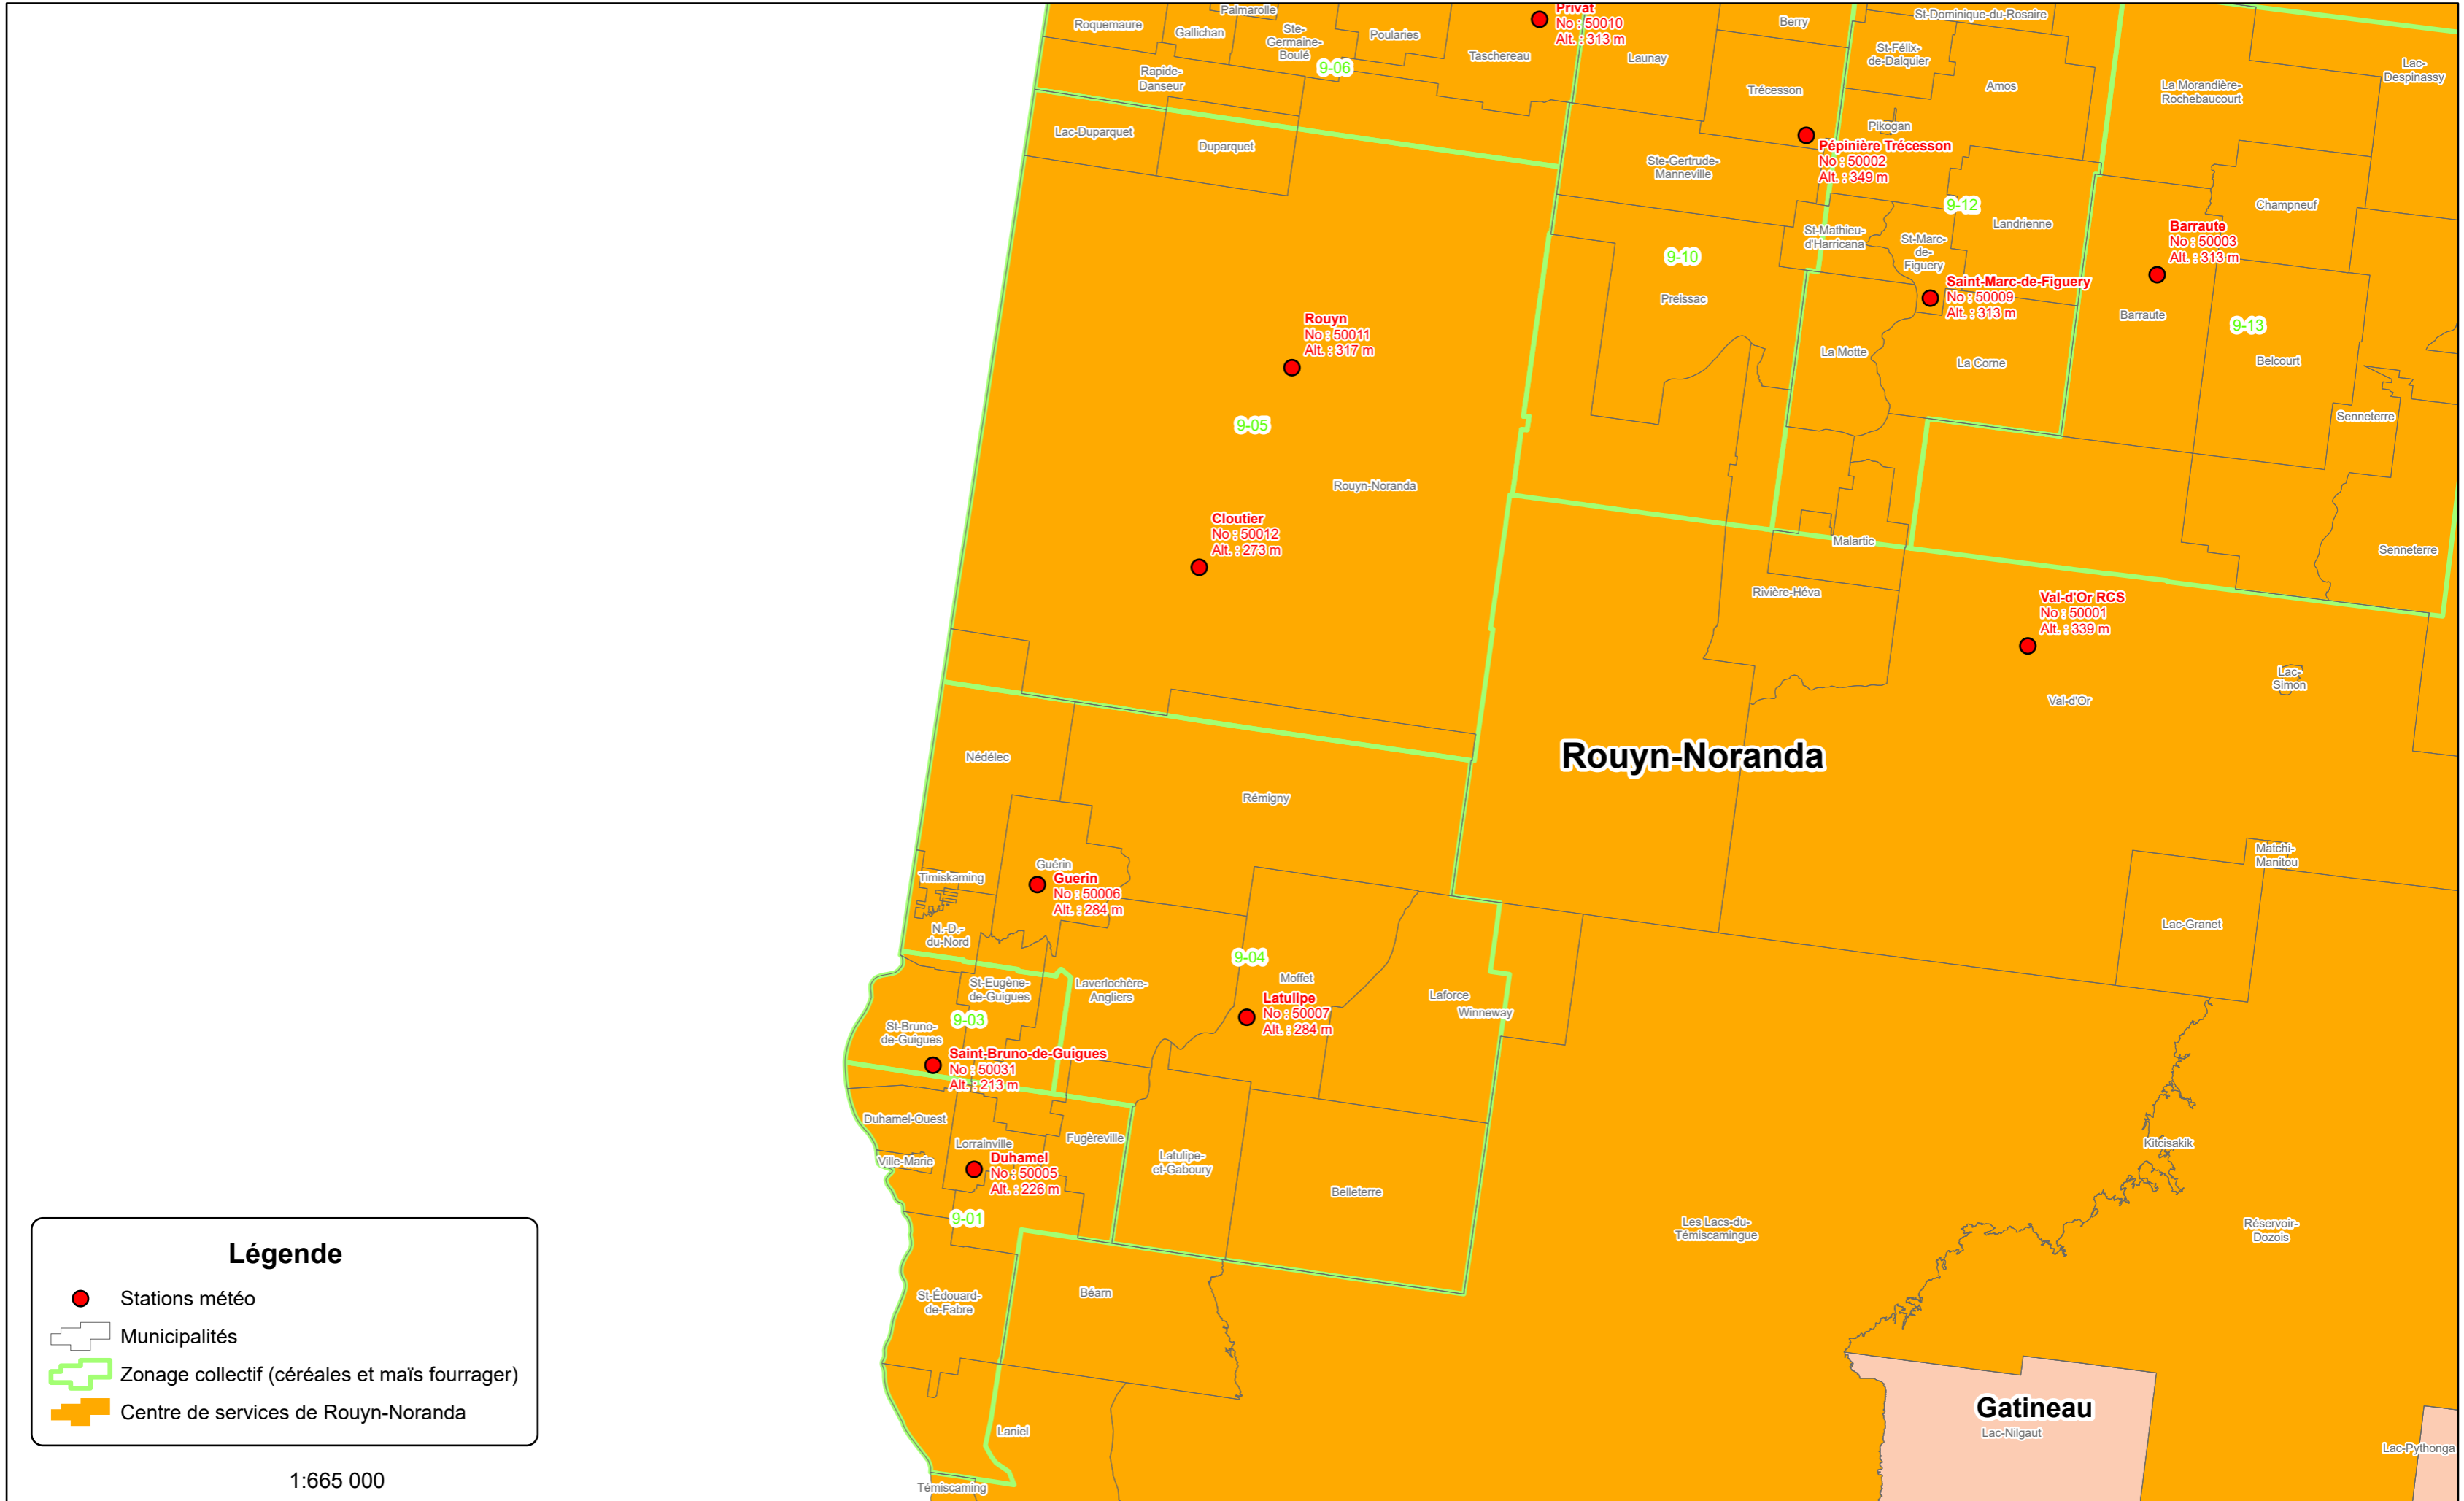 Roquemaure
Palmarolle
Gallichan
Ste-
Germaine-
Boulé
Poularies
Taschereau
Privat
No : 50010
Alt. : 313 m
Launay
Berry
St-Dominique-du-Rosaire
St-Félix-
de-Dalquier
Amos
La Morandière-
Rochebaucourt
Lac-
Despinassy
Rapide-
Danseur
9-06
Trécesson
Lac-Duparquet
Duparquet
Pikogan
Pépinière Trécesson
No : 50002
Alt. : 349 m
Ste-Gertrude-
Manneville
9-12
Champneuf
Landrienne
St-Mathieu-
d'Harricana
St-Marc-
de-
Figuery
Barraute
No : 50003
Alt. : 313 m
9-10
Preissac
Saint-Marc-de-Figuery
No : 50009
Alt. : 313 m
Barraute
9-13
Rouyn
No : 50011
Alt. : 317 m
La Motte
La Corne
Belcourt
Senneterre
9-05
Rouyn-Noranda
Cloutier
No : 50012
Alt. : 273 m
Malartic
Senneterre
Rivière-Héva
Val-d'Or RCS
No : 50001
Alt. : 339 m
Lac-
Simon
Val-d'Or
Nédélec
Rouyn-Noranda
Rémigny
Matchi-
Manitou
Guérin
Timiskaming
Guerin
No : 50006
Alt. : 284 m
Lac-Granet
N.-D.-
du-Nord
9-04
Moffet
St-Eugène-
de-Guigues
Laverlochère-
Angliers
Laforce
Winneway
Latulipe
No : 50007
Alt. : 284 m
9-03
St-Bruno-
de-Guigues
Saint-Bruno-de-Guigues
No : 50031
Alt. : 213 m
Duhamel-Ouest
Lorrainville
Fugèreville
Kitcisakik
Ville-Marie
Duhamel
No : 50005
Alt. : 226 m
Latulipe-
et-Gaboury
Belleterre
9-01
Les Lacs-du-
Témiscamingue
Réservoir-
Dozois
St-Édouard-
de-Fabre
Béarn
Gatineau
Lac-Nilgaut
Laniel
Lac-Pythonga
Témiscaming
Légende
Stations météo
Municipalités
Zonage collectif (céréales et maïs fourrager)
Centre de services de Rouyn-Noranda
1:665 000